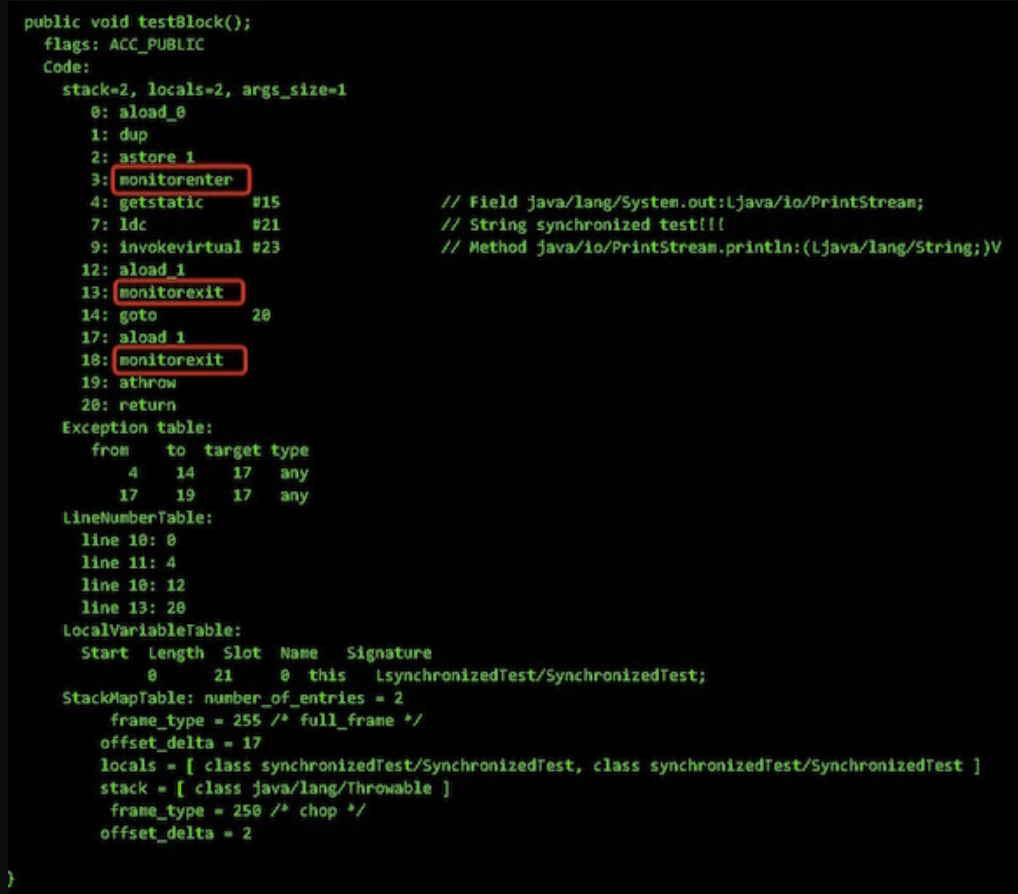 public void testBlock();
flags: ACC_PUBLIC
Code:
stack=2, locals=2, args_size=1
0: aload_0
1: dup
2: astore_1
3: monitorenter
4: getstatic #15 // Field java/lang/System.out:Ljava/io/PrintStream;
7: ldc #21 // String synchronized test!!!
9: invokevirtual #23 // Method java/io/PrintStream.println:(Ljava/lang/String;)V
12: aload_1
13: monitorexit
14: goto 20
17: aload_1
18: monitorexit
19: athrow
20: return
Exception table:
from to target type
4 14 17 any
17 19 17 any
LineNumberTable:
line 10: 0
line 11: 4
line 10: 12
line 13: 20
LocalVariableTable:
Start Length Slot Name Signature
0 21 0 this LsynchronizedTest/SynchronizedTest;
StackMapTable: number_of_entries = 2
frame_type = 255 /* full_frame */
offset_delta = 17
locals = [ class synchronizedTest/SynchronizedTest, class synchronizedTest/SynchronizedTest ]
stack = [ class java/lang/Throwable ]
frame_type = 250 /* chop */
offset_delta = 2
}